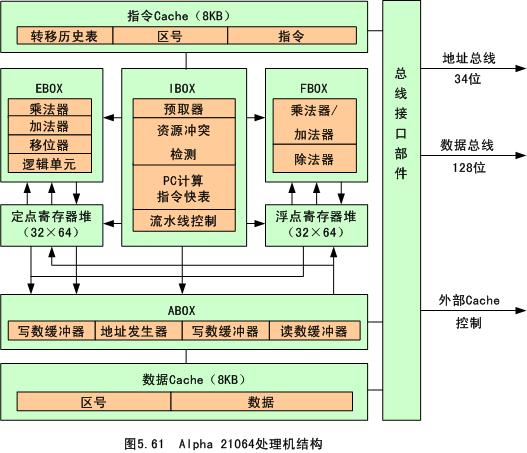 指令Cache（8KB）
转移历史表 区号 指令
EBOX
乘法器
加法器
移位器
逻辑单元
IBOX
预取器
资源冲突
检测
PC计算
指令快表
流水线控制
FBOX
乘法器/
加法器
除法器
定点寄存器堆
(32×64)
浮点寄存器堆
(32×64)
ABOX
写数缓冲器 地址发生器 写数缓冲器 读数缓冲器
数据Cache（8KB）
区号 数据
总线接口部件
地址总线
34位
数据总线
128位
外部Cache
控制
图5.61 Alpha 21064处理机结构